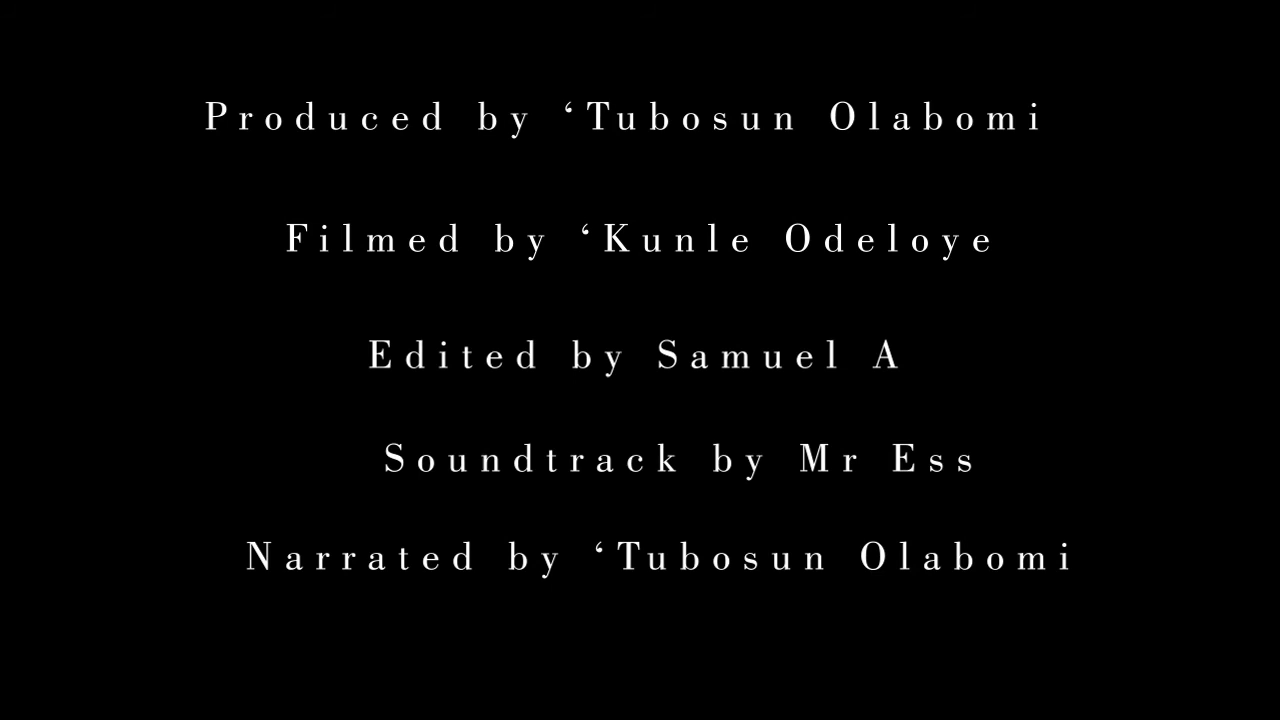 Produced by ‘Tubosun Olabomi
Filmed by ‘Kunle Odeloye
Edited by Samuel A
Soundtrack by Mr Ess
Narrated by ‘Tubosun Olabomi